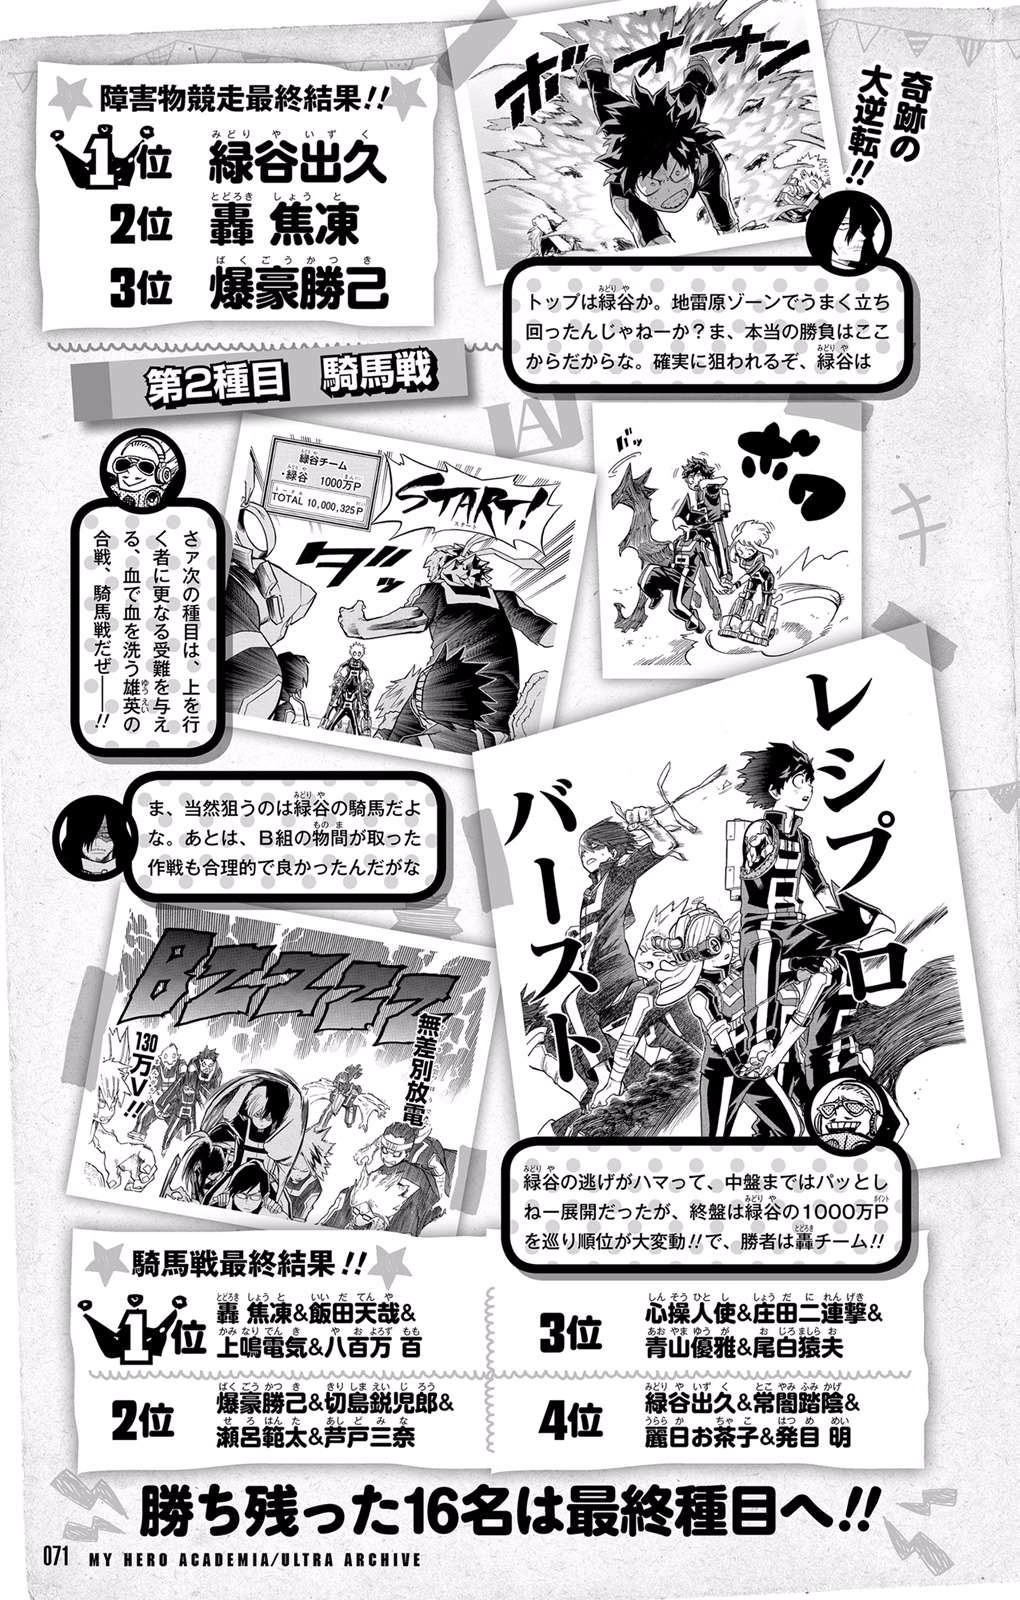 障害物競走最終結果!!
1位 緑谷出久
2位 轟 焦凍
3位 爆豪勝己
ボオオオン
奇跡の
大逆転!!
トップは緑谷か。地雷原ゾーンでうまく立ち
回ったんじゃねーか？ま、本当の勝負はここ
からだからな。確実に狙われるぞ、緑谷は
第2種目 騎馬戦
緑谷チーム
・緑谷 1000万P
TOTAL 10,000,325P
START!
スタート
ダッ
バッ
ボワ
さァ次の種目は、上を行
く者に更なる受難を与え
る、血で血を洗う雄英の
合戦、騎馬戦だぜ――!!
ま、当然狙うのは緑谷の騎馬だよ
な。あとは、B組の物間が取った
作戦も合理的で良かったんだがな
レシプロ
バースト
BZZZZZ
無差別放電
130万V!!
緑谷の逃げがハマって、中盤まではパッとし
ねー展開だったが、終盤は緑谷の1000万P
を巡り順位が大変動!!で、勝者は轟チーム!!
騎馬戦最終結果!!
1位 轟 焦凍&飯田天哉&
上鳴電気&八百万 百
2位 爆豪勝己&切島鋭児郎&
瀬呂範太&芦戸三奈
3位 心操人使&庄田二連撃&
青山優雅&尾白猿夫
4位 緑谷出久&常闇踏陰&
麗日お茶子&発目 明
勝ち残った16名は最終種目へ!!
071 MY HERO ACADEMIA/ULTRA ARCHIVE